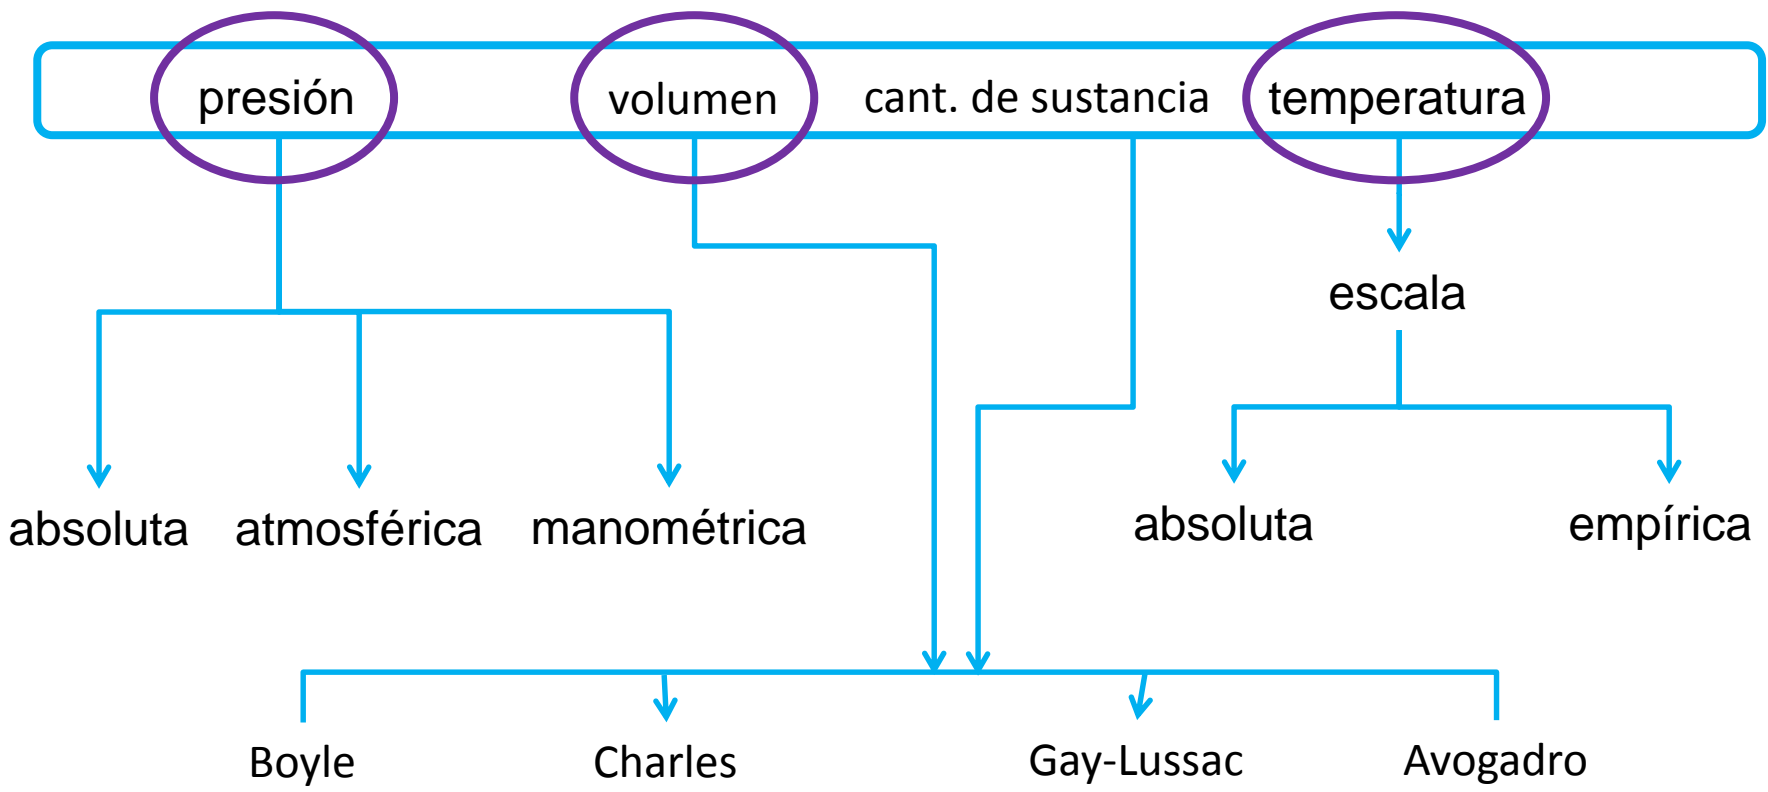 presión volumen cant. de sustancia temperatura
escala
absoluta atmosférica manométrica absoluta empírica
Boyle Charles Gay-Lussac Avogadro